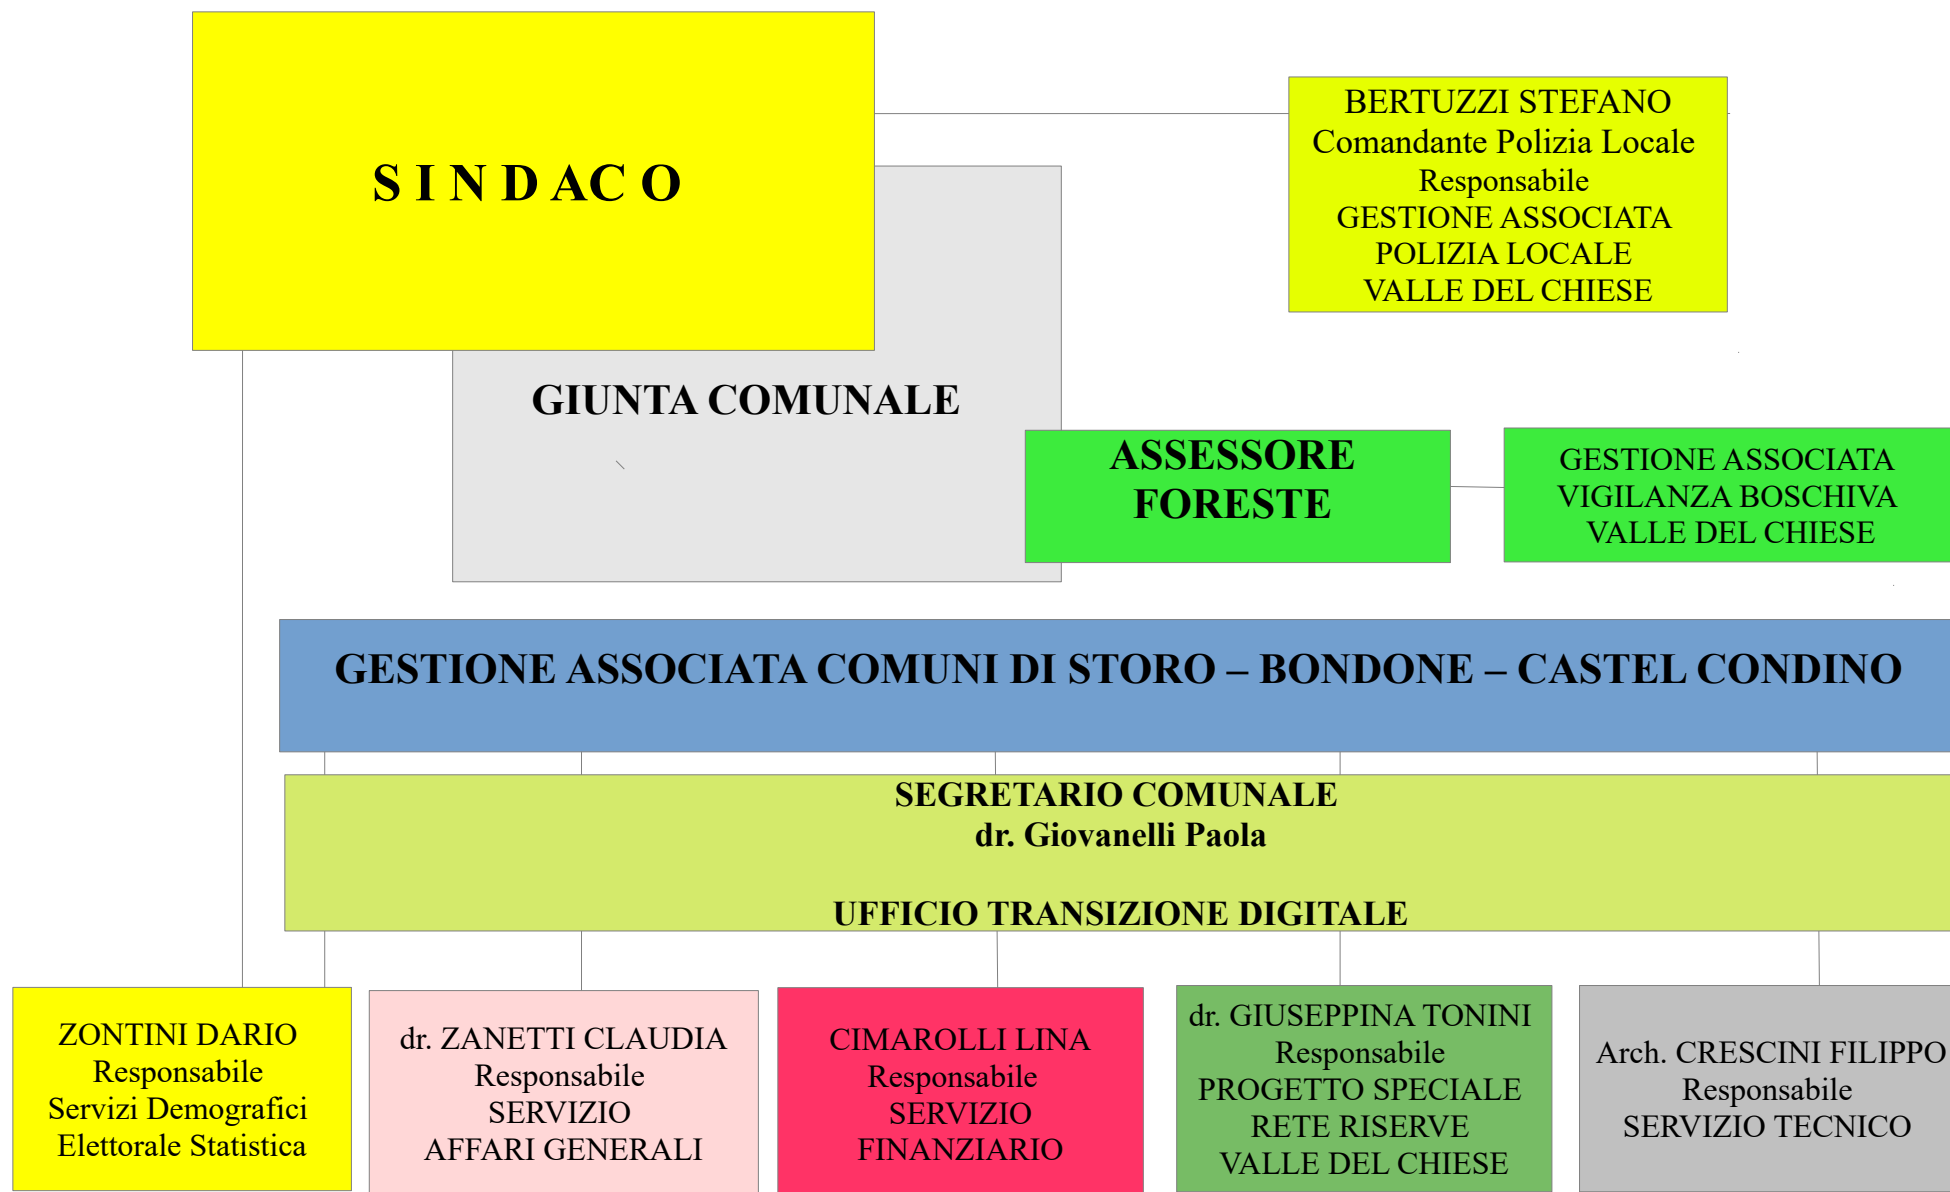 S I N D AC O
BERTUZZI STEFANO
Comandante Polizia Locale
Responsabile
GESTIONE ASSOCIATA
POLIZIA LOCALE
VALLE DEL CHIESE
GIUNTA COMUNALE
ASSESSORE
FORESTE
GESTIONE ASSOCIATA
VIGILANZA BOSCHIVA
VALLE DEL CHIESE
GESTIONE ASSOCIATA COMUNI DI STORO – BONDONE – CASTEL CONDINO
SEGRETARIO COMUNALE
dr. Giovanelli Paola
UFFICIO TRANSIZIONE DIGITALE
ZONTINI DARIO
Responsabile
Servizi Demografici
Elettorale Statistica
dr. ZANETTI CLAUDIA
Responsabile
SERVIZIO
AFFARI GENERALI
CIMAROLLI LINA
Responsabile
SERVIZIO
FINANZIARIO
dr. GIUSEPPINA TONINI
Responsabile
PROGETTO SPECIALE
RETE RISERVE
VALLE DEL CHIESE
Arch. CRESCINI FILIPPO
Responsabile
SERVIZIO TECNICO